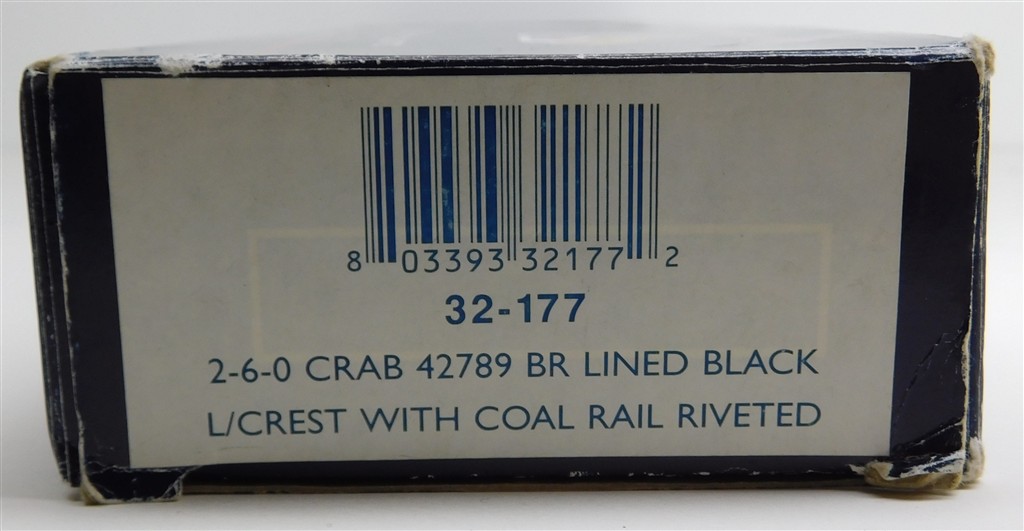 8 03393 32177 2
32-177
2-6-0 CRAB 42789 BR LINED BLACK
L/CREST WITH COAL RAIL RIVETED